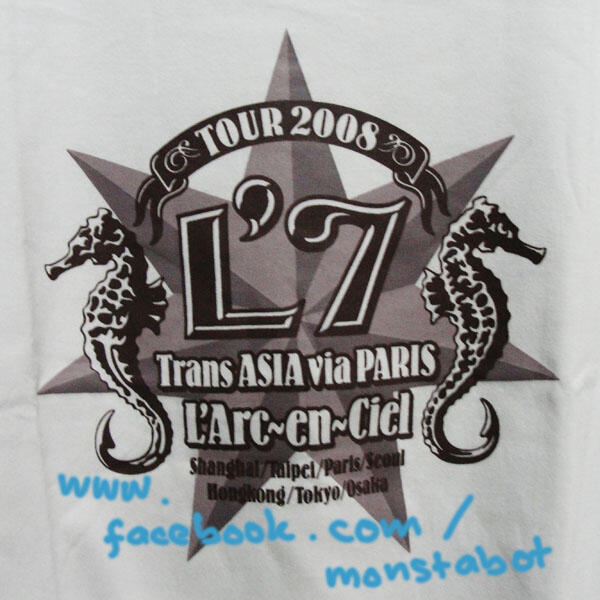 TOUR 2008
L'7
Trans ASIA via PARIS
L'Arc~en~Ciel
Shanghai/Taipei/Paris/Seoul
Hongkong/Tokyo/Osaka
www.
facebook.com/
monstabot